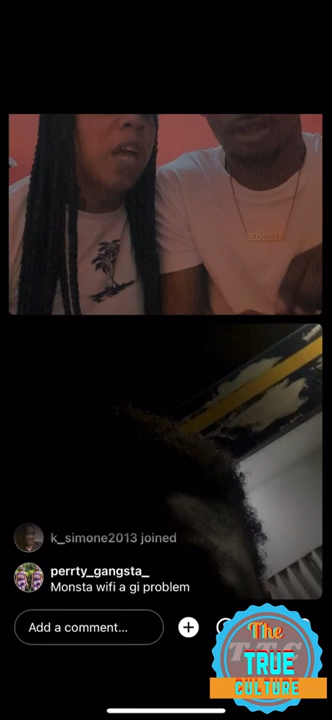 k_simone2013 joined
perrty_gangsta_
Monsta wifi a gi problem
Add a comment...
The
TRUE
CULTURE